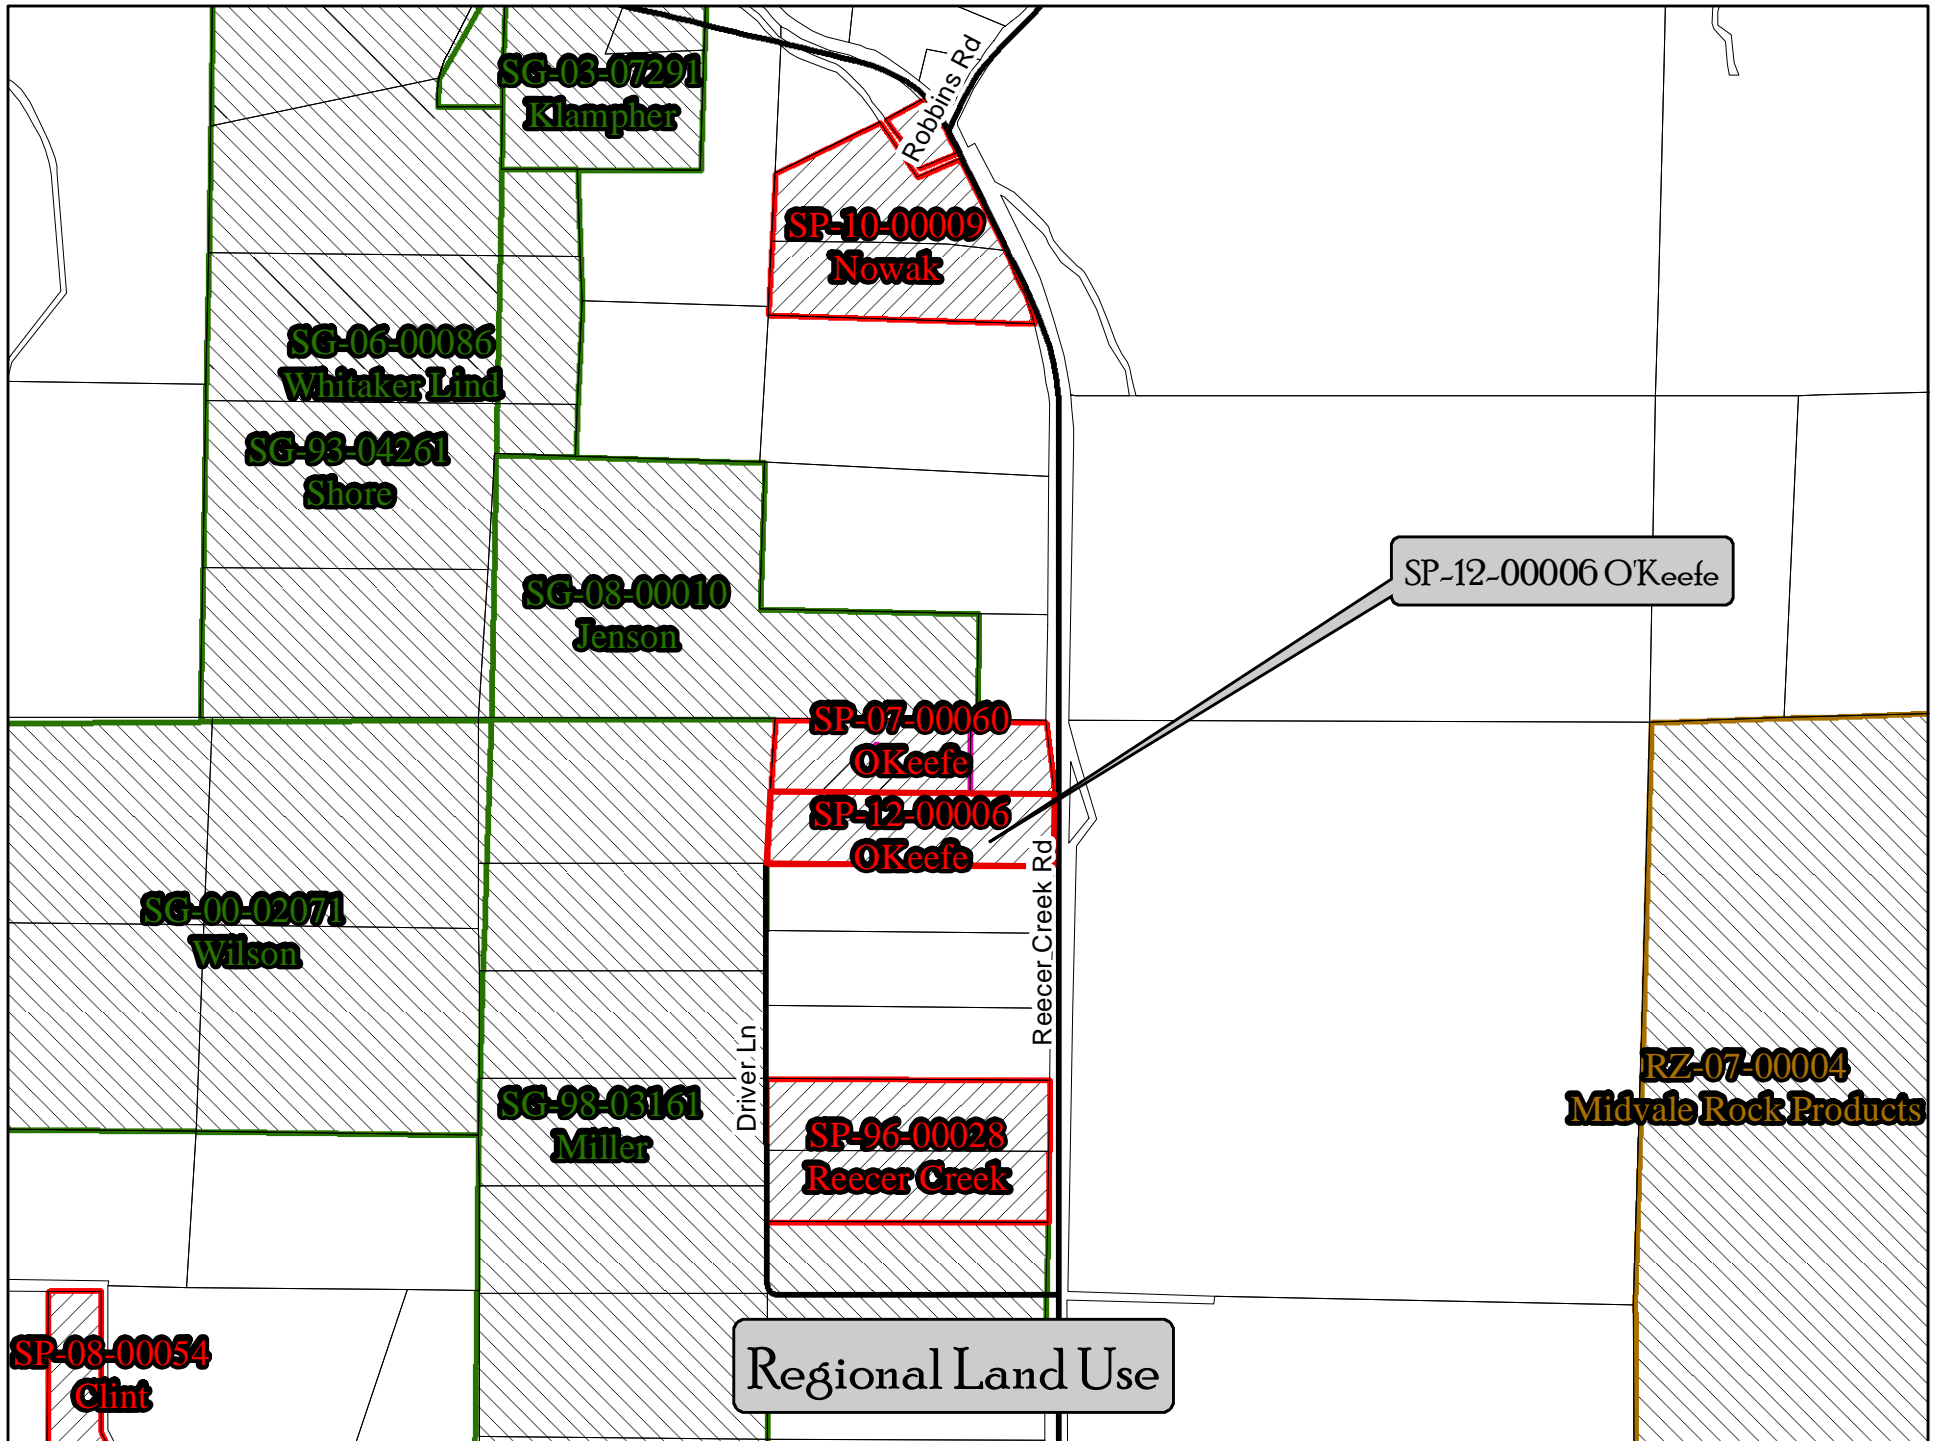 SG-03-07291
Klampher
Robbins Rd
SP-10-00009
Nowak
SG-06-00086
Whitaker Lind
SG-93-04261
Shore
SG-08-00010
Jenson
SP-12-00006 O'Keefe
SP-07-00060
OKeefe
SP-12-00006
OKeefe
Reecer Creek Rd
SG-00-02071
Wilson
Driver Ln
SG-98-03161
Miller
SP-96-00028
Reecer Creek
RZ-07-00004
Midvale Rock Products
SP-08-00054
Clint
Regional Land Use